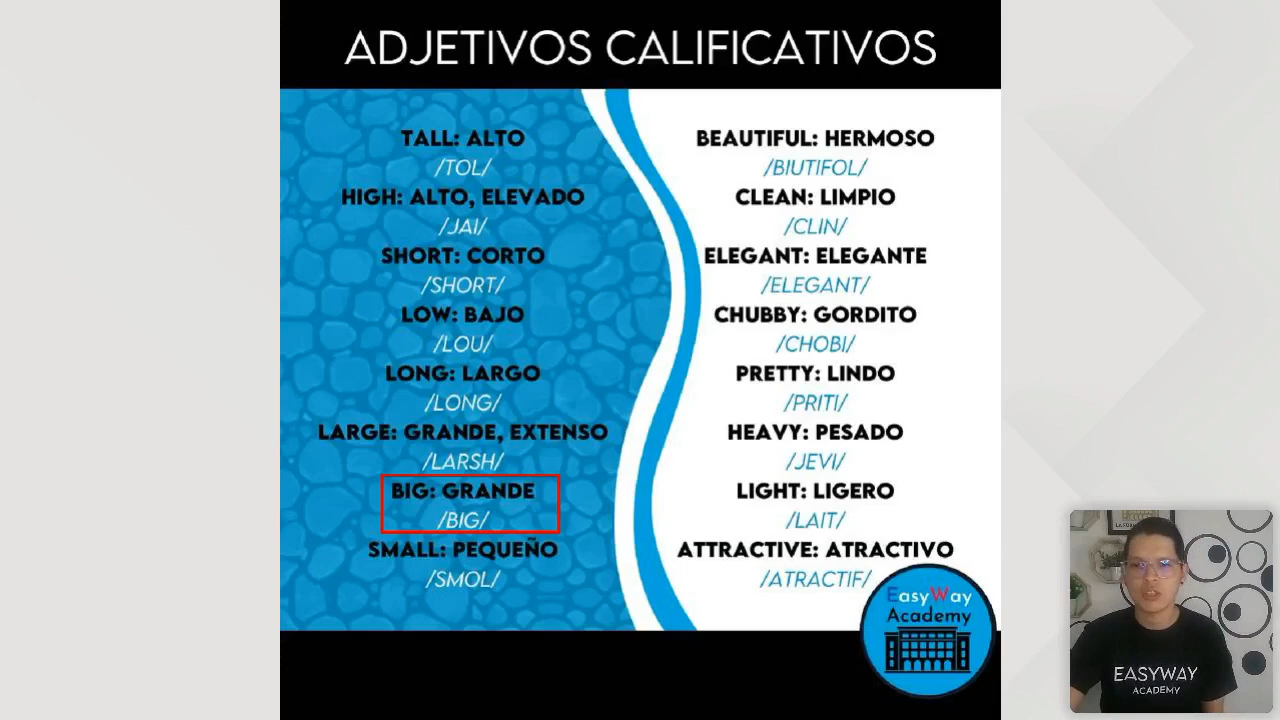 ADJETIVOS CALIFICATIVOS
TALL: ALTO
/TOL/
HIGH: ALTO, ELEVADO
/JAI/
SHORT: CORTO
/SHORT/
LOW: BAJO
/LOU/
LONG: LARGO
/LONG/
LARGE: GRANDE, EXTENSO
/LARSH/
BIG: GRANDE
/BIG/
SMALL: PEQUEÑO
/SMOL/
BEAUTIFUL: HERMOSO
/BIUTIFOL/
CLEAN: LIMPIO
/CLIN/
ELEGANT: ELEGANTE
/ELEGANT/
CHUBBY: GORDITO
/CHOBI/
PRETTY: LINDO
/PRITI/
HEAVY: PESADO
/JEVI/
LIGHT: LIGERO
/LAIT/
ATTRACTIVE: ATRACTIVO
/ATRACTIF/
EasyWay
Academy
EASYWAY
ACADEMY